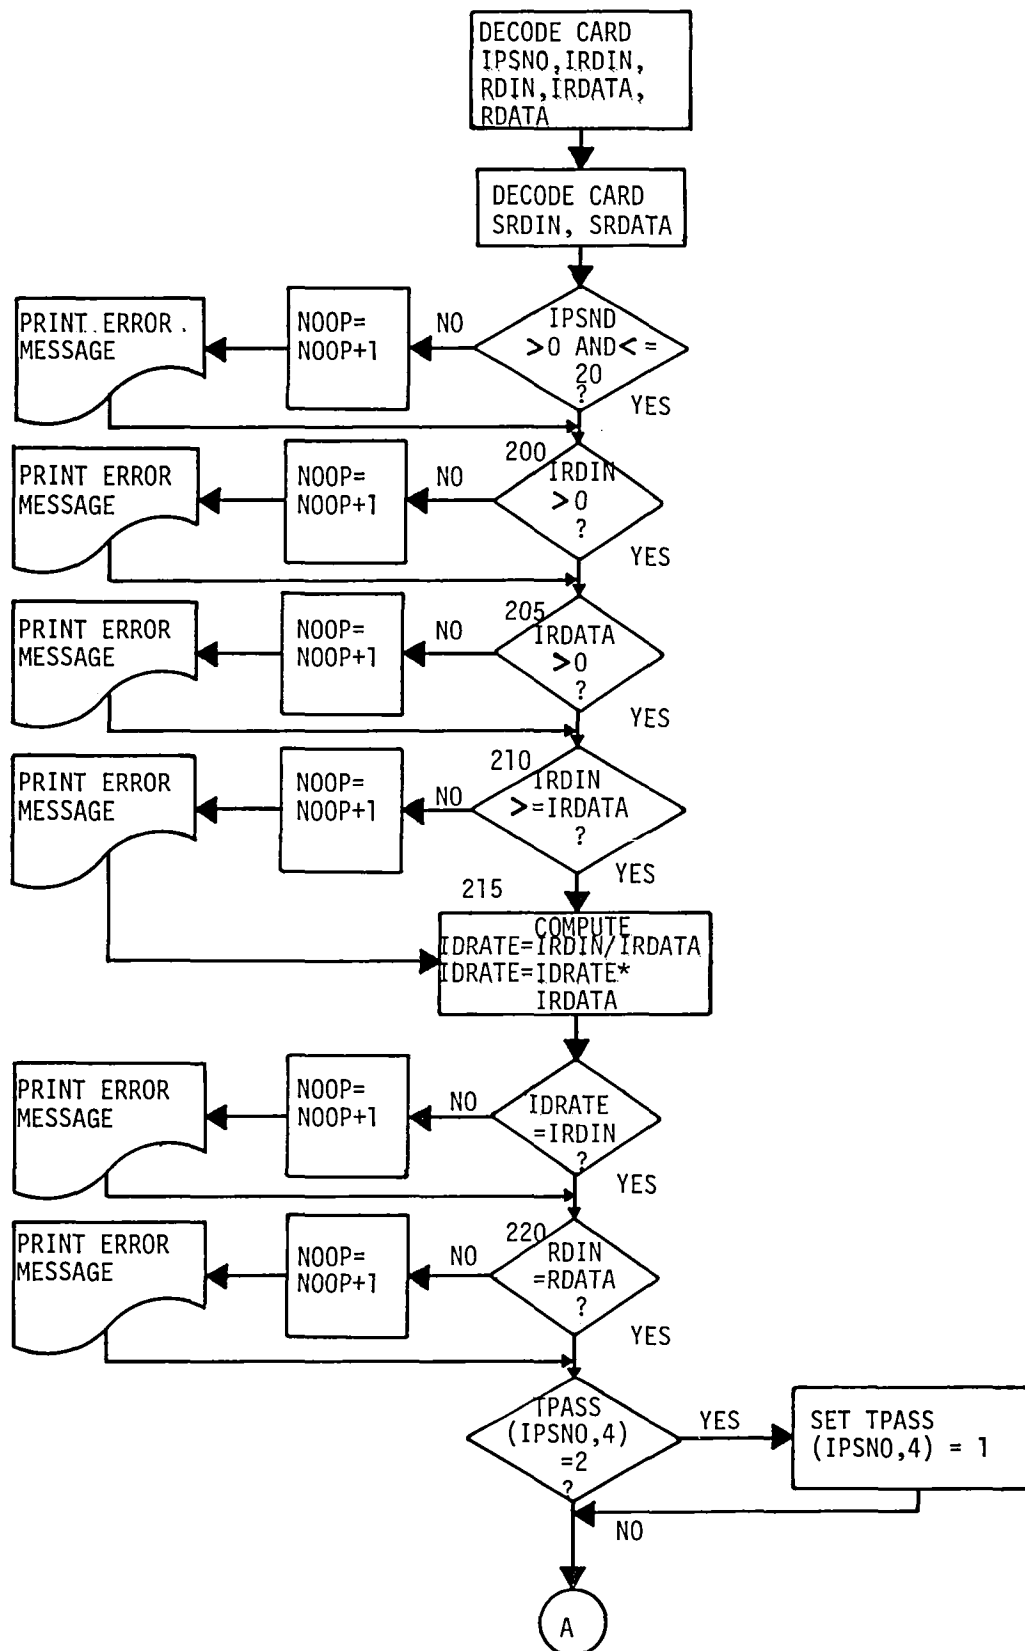 DECODE CARD
IPSNO,IRDIN,
RDIN,IRDATA,
RDATA
DECODE CARD
SRDIN, SRDATA
PRINT ERROR
MESSAGE
NOOP=
NOOP+1
NO
IPSND
>0 AND<=
20
?
YES
PRINT ERROR
MESSAGE
NOOP=
NOOP+1
NO
200
IRDIN
>0
?
YES
PRINT ERROR
MESSAGE
NOOP=
NOOP+1
NO
205
IRDATA
>0
?
YES
PRINT ERROR
MESSAGE
NOOP=
NOOP+1
NO
210
IRDIN
>=IRDATA
?
YES
215
COMPUTE
IDRATE=IRDIN/IRDATA
IDRATE=IDRATE*
IRDATA
PRINT ERROR
MESSAGE
NOOP=
NOOP+1
NO
IDRATE
=IRDIN
?
YES
PRINT ERROR
MESSAGE
NOOP=
NOOP+1
NO
220
RDIN
=RDATA
?
YES
TPASS
(IPSNO,4)
=2
?
YES
SET TPASS
(IPSNO,4) = 1
NO
A